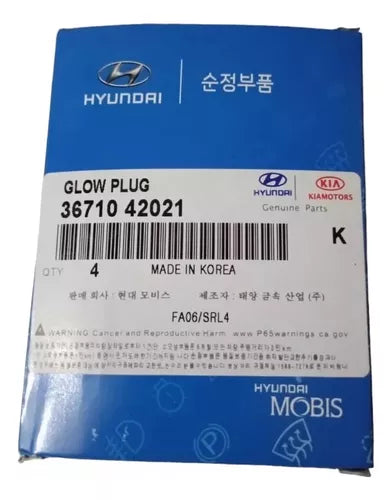 HYUNDAI
순정부품
GLOW PLUG
36710 42021
HYUNDAI
KIA
KIAMOTORS
Genuine Parts
K
QTY 4 MADE IN KOREA
판매 회사 : 현대 모비스 제조자 : 태양 금속 산업 (주)
FA06/SRL4
WARNING Cancer and Reproductive Harm www.P65warnings.ca.gov
HYUNDAI
MOBIS